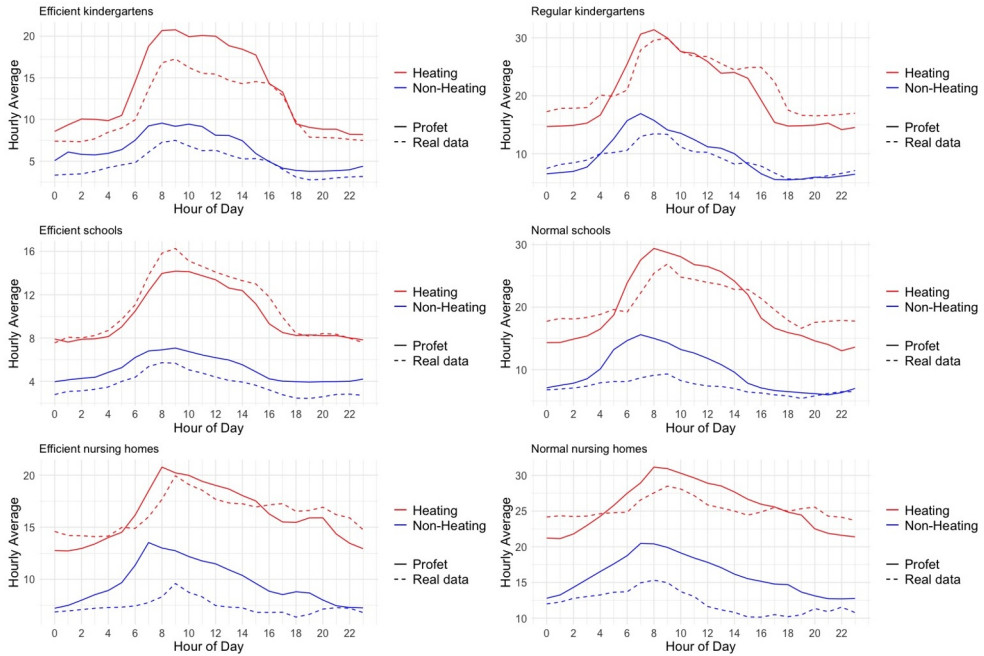 Efficient kindergartens
Hourly Average
20
15
10
5
0 2 4 6 8 10 12 14 16 18 20 22
Hour of Day
Heating
Non-Heating
Profet
Real data
Regular kindergartens
Hourly Average
30
20
10
0 2 4 6 8 10 12 14 16 18 20 22
Hour of Day
Heating
Non-Heating
Profet
Real data
Efficient schools
Hourly Average
16
12
8
4
0 2 4 6 8 10 12 14 16 18 20 22
Hour of Day
Heating
Non-Heating
Profet
Real data
Normal schools
Hourly Average
30
20
10
0 2 4 6 8 10 12 14 16 18 20 22
Hour of Day
Heating
Non-Heating
Profet
Real data
Efficient nursing homes
Hourly Average
20
15
10
0 2 4 6 8 10 12 14 16 18 20 22
Hour of Day
Heating
Non-Heating
Profet
Real data
Normal nursing homes
Hourly Average
30
25
20
15
10
0 2 4 6 8 10 12 14 16 18 20 22
Hour of Day
Heating
Non-Heating
Profet
Real data